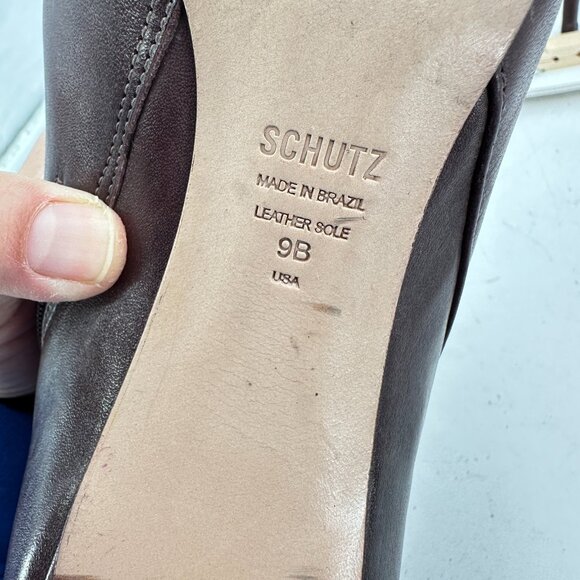 SCHUTZ
MADE IN BRAZIL
LEATHER SOLE
9B
USA